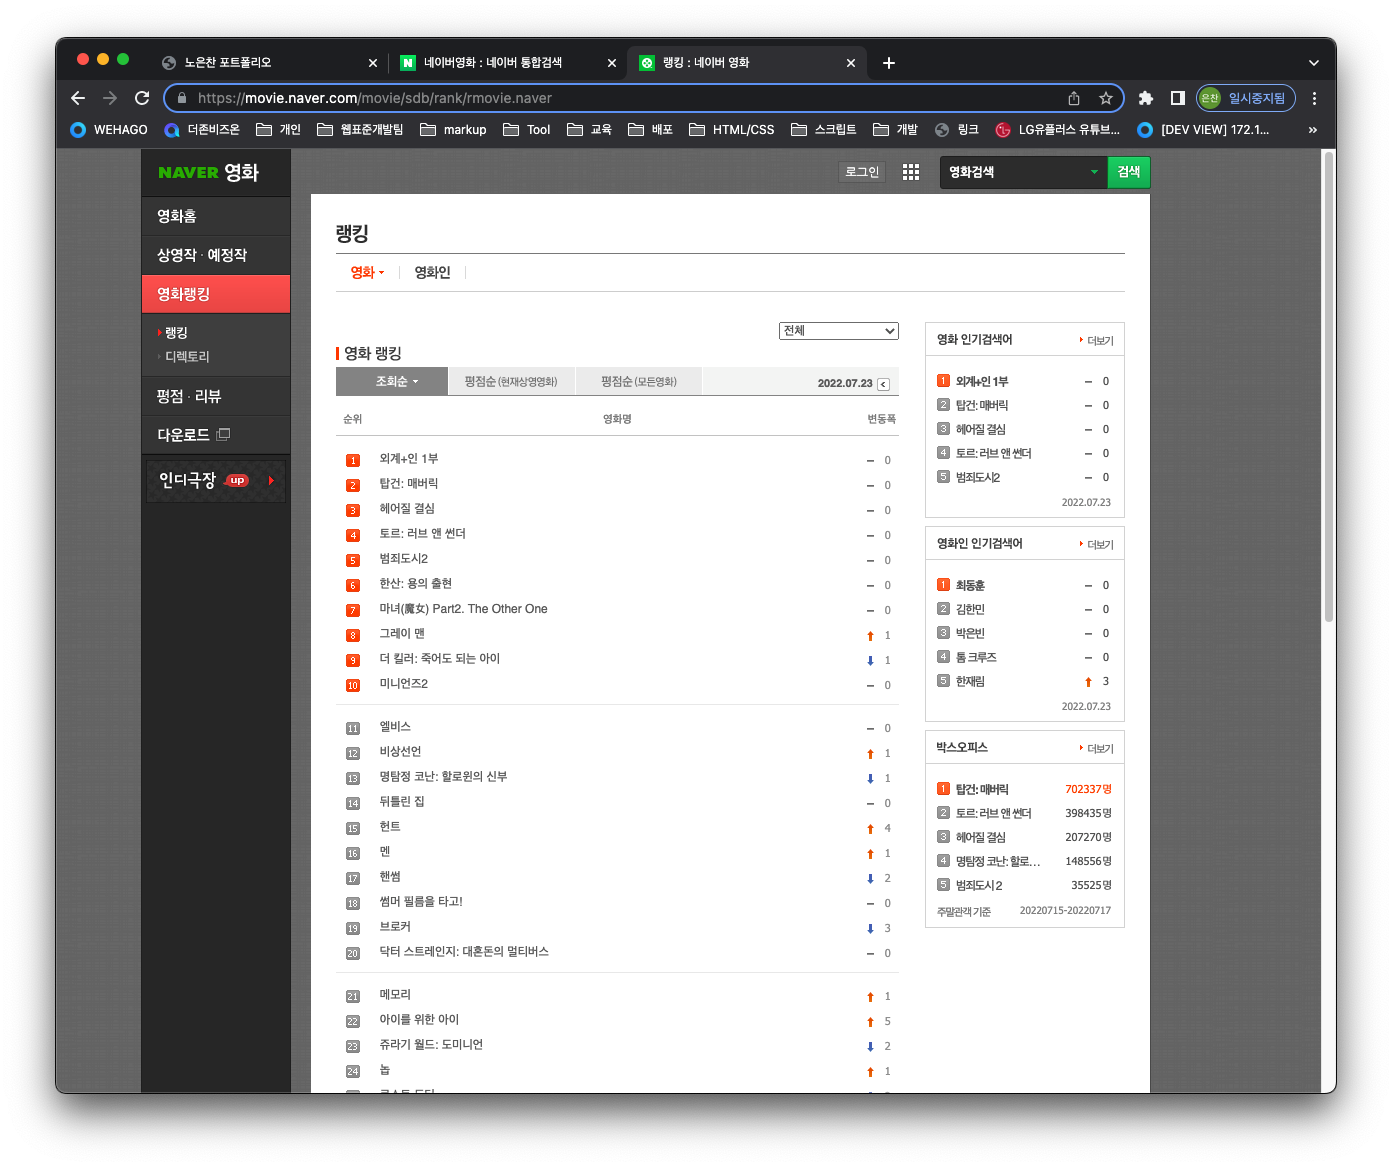 노은찬 포트폴리오
네이버영화 : 네이버 통합검색
랭킹 : 네이버 영화
https://movie.naver.com/movie/sdb/rank/rmovie.naver
은찬 일시중지됨
WEHAGO 더존비즈온 개인 웹표준개발팀 markup Tool 교육 배포 HTML/CSS 스크립트 개발 링크 LG유플러스 유튜브... [DEV VIEW] 172.1... »
NAVER 영화
로그인
영화검색
검색
영화홈
상영작 · 예정작
영화랭킹
랭킹
디렉토리
평점 · 리뷰
다운로드
인디극장 up
랭킹
영화 영화인
전체
영화 랭킹
조회순 평점순 (현재상영영화) 평점순 (모든영화) 2022.07.23
순위 영화명 변동폭
1 외계+인 1부 0
2 탑건: 매버릭 0
3 헤어질 결심 0
4 토르: 러브 앤 썬더 0
5 범죄도시2 0
6 한산: 용의 출현 0
7 마녀(魔女) Part2. The Other One 0
8 그레이 맨 1
9 더 킬러: 죽어도 되는 아이 1
10 미니언즈2 0
11 엘비스 0
12 비상선언 1
13 명탐정 코난: 할로윈의 신부 1
14 뒤틀린 집 0
15 헌트 4
16 멘 1
17 핸썸 2
18 썸머 필름을 타고! 0
19 브로커 3
20 닥터 스트레인지: 대혼돈의 멀티버스 0
21 메모리 1
22 아이를 위한 아이 5
23 쥬라기 월드: 도미니언 2
24 놉 1
영화 인기검색어 더보기
1 외계+인 1부 0
2 탑건: 매버릭 0
3 헤어질 결심 0
4 토르: 러브 앤 썬더 0
5 범죄도시2 0
2022.07.23
영화인 인기검색어 더보기
1 최동훈 0
2 김한민 0
3 박은빈 0
4 톰 크루즈 0
5 한재림 3
2022.07.23
박스오피스 더보기
1 탑건: 매버릭 702337명
2 토르: 러브 앤 썬더 398435명
3 헤어질 결심 207270명
4 명탐정 코난: 할로... 148556명
5 범죄도시 2 35525명
주말관객 기준 20220715-20220717